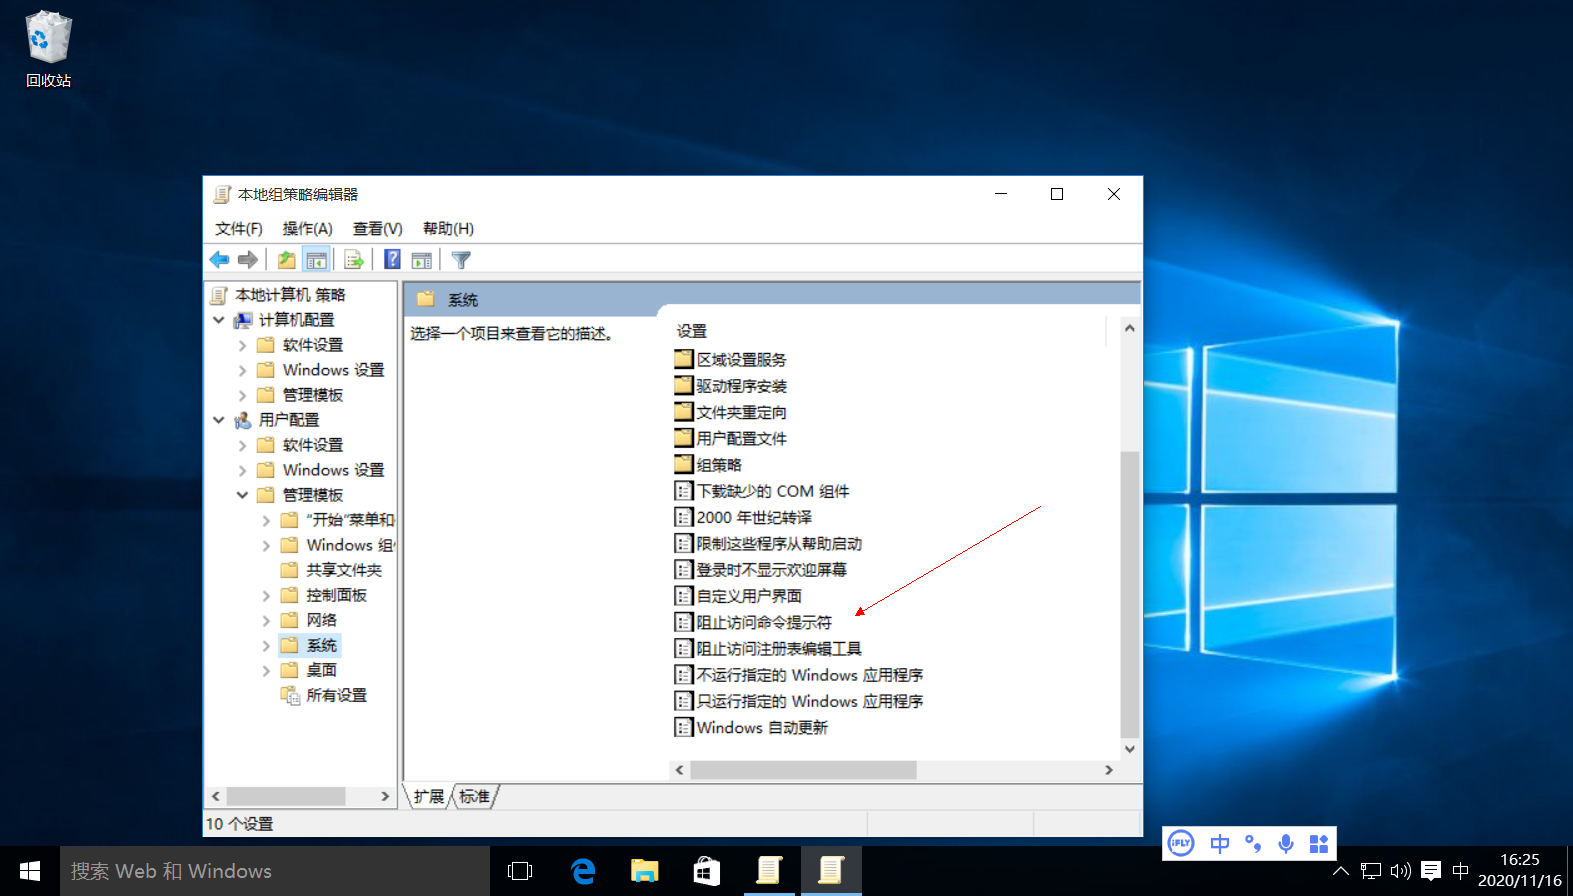 回收站
本地组策略编辑器
文件(F) 操作(A) 查看(V) 帮助(H)
本地计算机 策略
计算机配置
软件设置
Windows 设置
管理模板
用户配置
软件设置
Windows 设置
管理模板
“开始”菜单和
Windows 组
共享文件夹
控制面板
网络
系统
桌面
所有设置
系统
选择一个项目来查看它的描述。
设置
区域设置服务
驱动程序安装
文件夹重定向
用户配置文件
组策略
下载缺少的 COM 组件
2000 年世纪转译
限制这些程序从帮助启动
登录时不显示欢迎屏幕
自定义用户界面
阻止访问命令提示符
阻止访问注册表编辑工具
不运行指定的 Windows 应用程序
只运行指定的 Windows 应用程序
Windows 自动更新
扩展 标准
10 个设置
iFLY 中
搜索 Web 和 Windows
中
16:25
2020/11/16